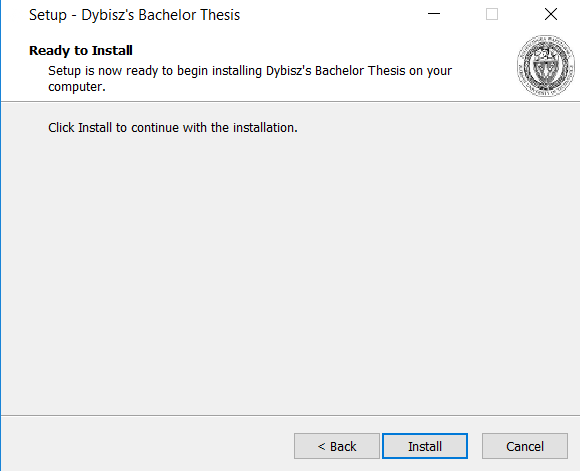 Setup - Dybisz's Bachelor Thesis
Ready to Install
Setup is now ready to begin installing Dybisz's Bachelor Thesis on your
computer.
Click Install to continue with the installation.
< Back
Install
Cancel